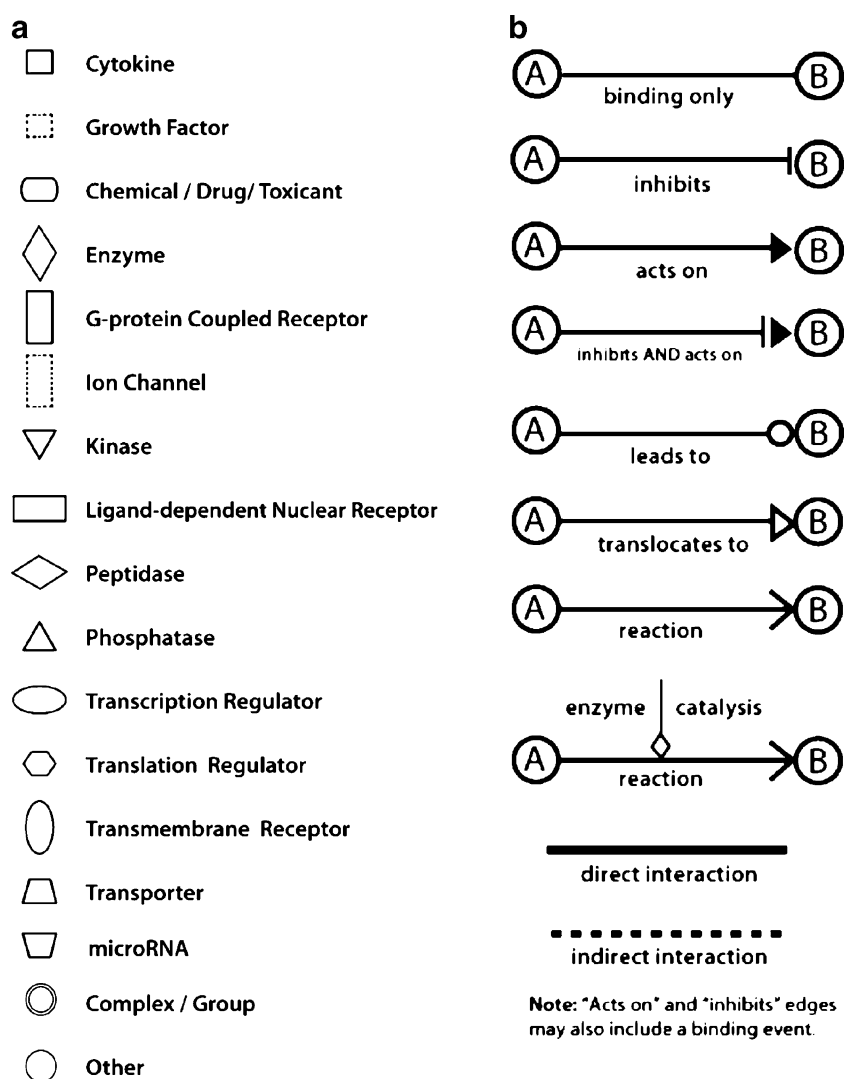 a
Cytokine
Growth Factor
Chemical / Drug/ Toxicant
Enzyme
G-protein Coupled Receptor
Ion Channel
Kinase
Ligand-dependent Nuclear Receptor
Peptidase
Phosphatase
Transcription Regulator
Translation Regulator
Transmembrane Receptor
Transporter
microRNA
Complex / Group
Other
b
A B
binding only
A B
inhibits
A B
acts on
A B
inhibits AND acts on
A B
leads to
A B
translocates to
A B
reaction
enzyme catalysis
A B
reaction
direct interaction
indirect interaction
Note: "Acts on" and "inhibits" edges
may also include a binding event.